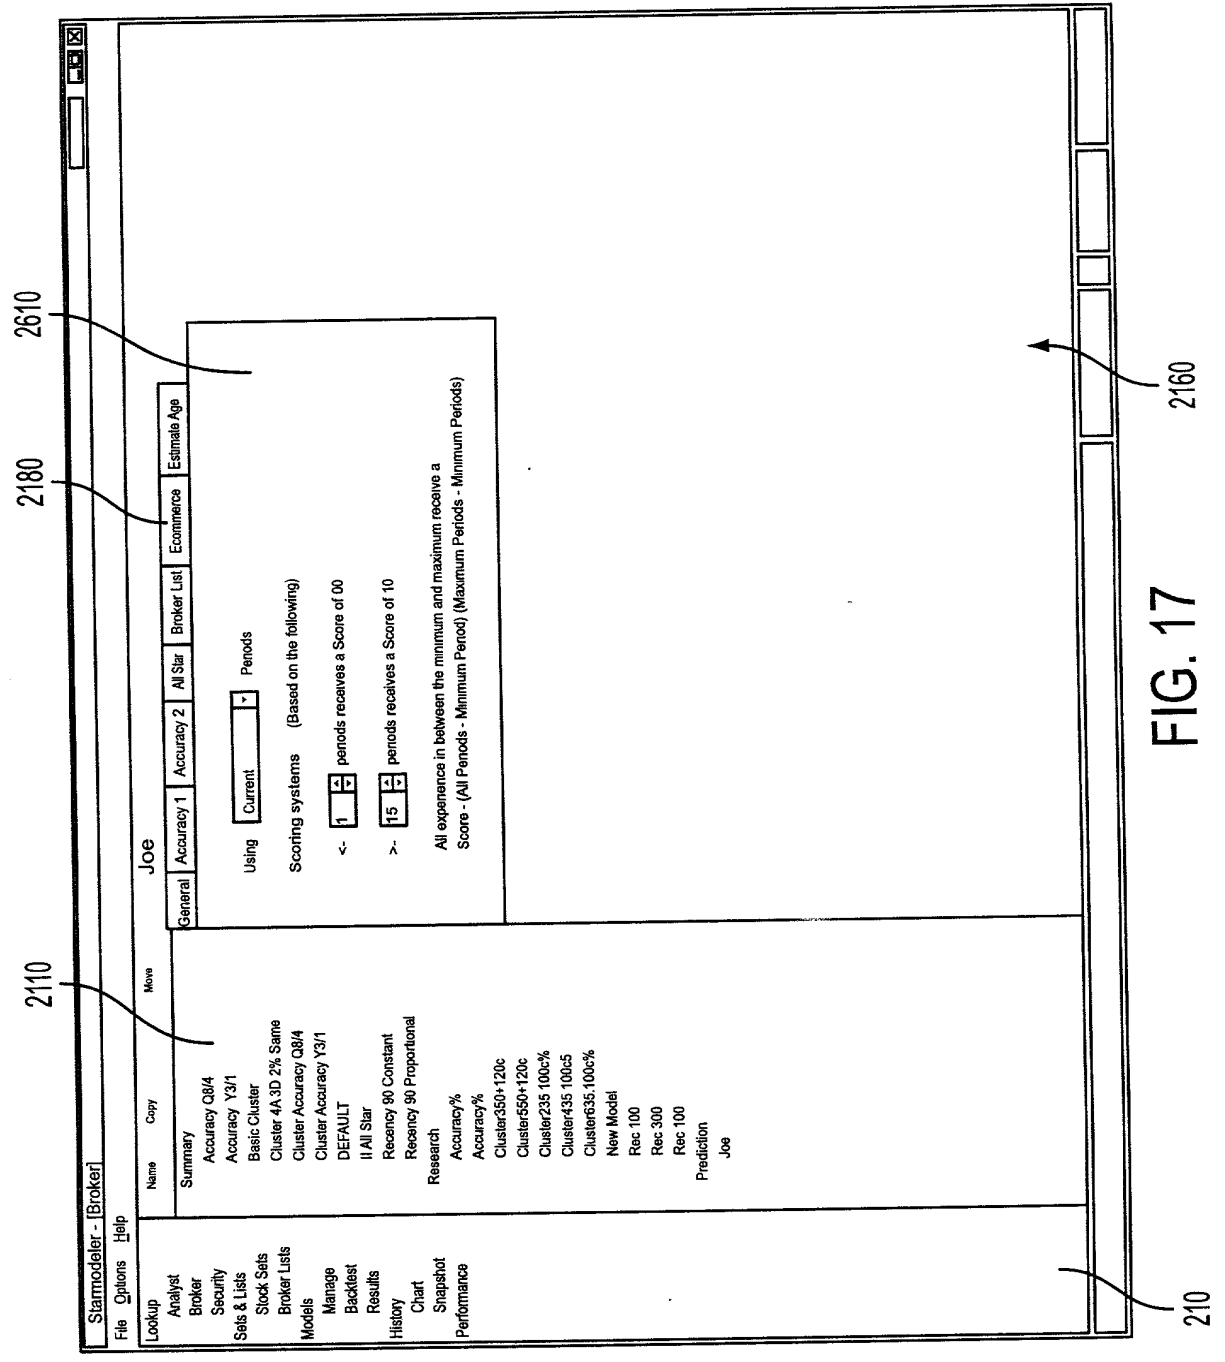 Starmodeler - [Broker]
File Options Help
Lookup
Analyst
Broker
Security
Sets & Lists
Stock Sets
Broker Lists
Models
Manage
Backtest
Results
History
Chart
Snapshot
Performance
Name Copy Move
Summary
Accuracy Q8/4
Accuracy Y3/1
Basic Cluster
Cluster 4A 3D 2% Same
Cluster Accuracy Q8/4
Cluster Accuracy Y3/1
DEFAULT
II All Star
Recency 90 Constant
Recency 90 Proportional
Research
Accuracy%
Accuracy%
Cluster350+120c
Cluster550+120c
Cluster235 100c%
Cluster435 100c5
Cluster635.100c%
New Model
Rec 100
Rec 300
Rec 100
Prediction
Joe
Joe
General Accuracy 1 Accuracy 2 All Star Broker List Ecommerce Estimate Age
Using Current Periods
Scoring systems (Based on the following)
<- 1 periods receives a Score of 00
>- 15 periods receives a Score of 10
All experience in between the minimum and maximum receive a
Score - (All Periods - Minimum Period) (Maximum Periods - Minimum Periods)
2110
2180
2610
210
2160
FIG. 17